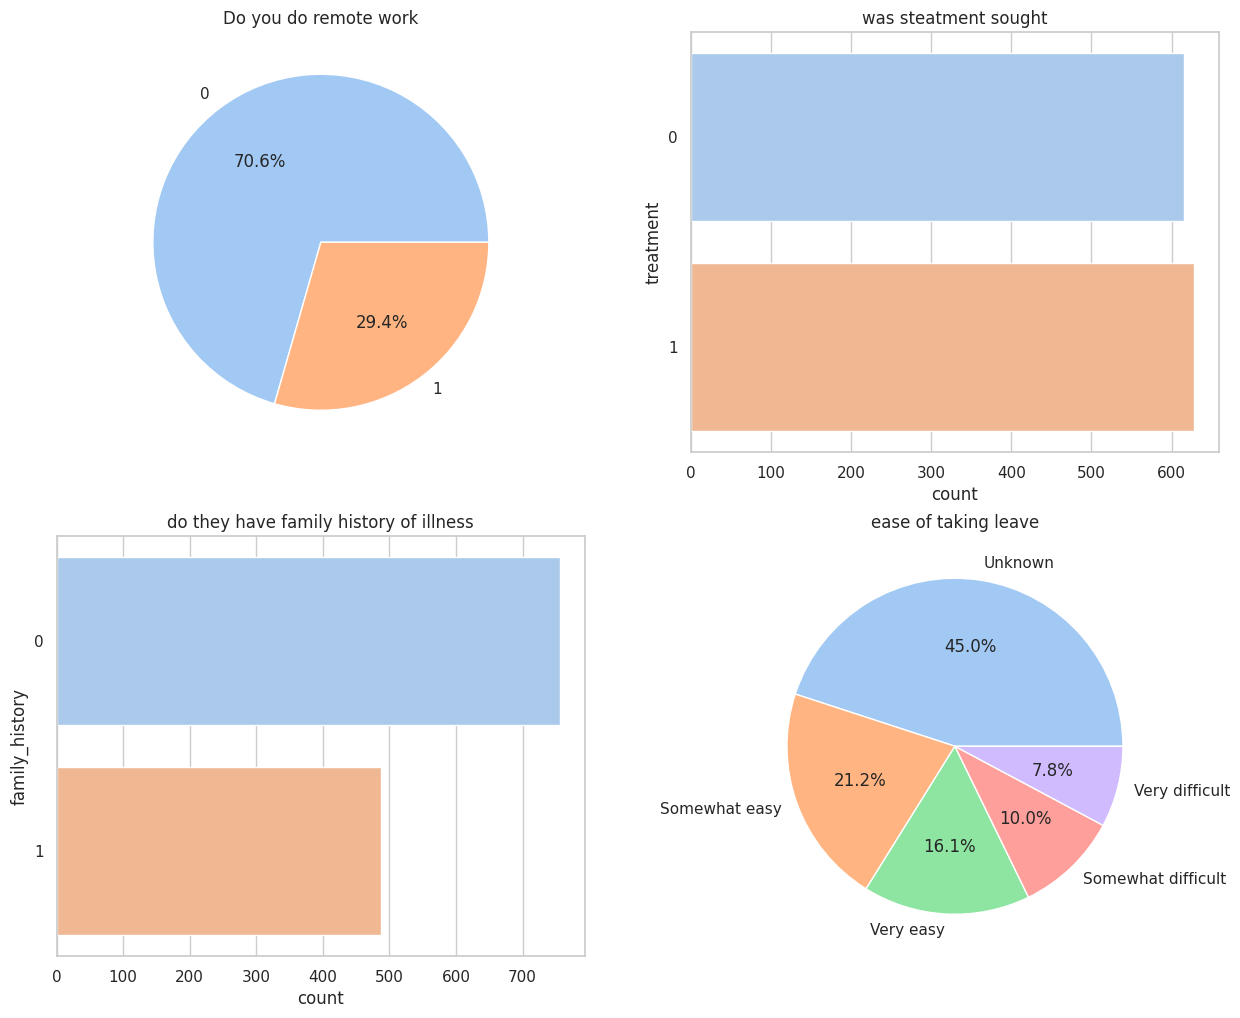 Do you do remote work
0
70.6%
29.4%
1
was steatment sought
treatment
0
1
0 100 200 300 400 500 600
count
do they have family history of illness
family_history
0
1
0 100 200 300 400 500 600 700
count
ease of taking leave
Unknown
45.0%
21.2%
Somewhat easy
16.1%
Very easy
10.0%
Somewhat difficult
7.8%
Very difficult